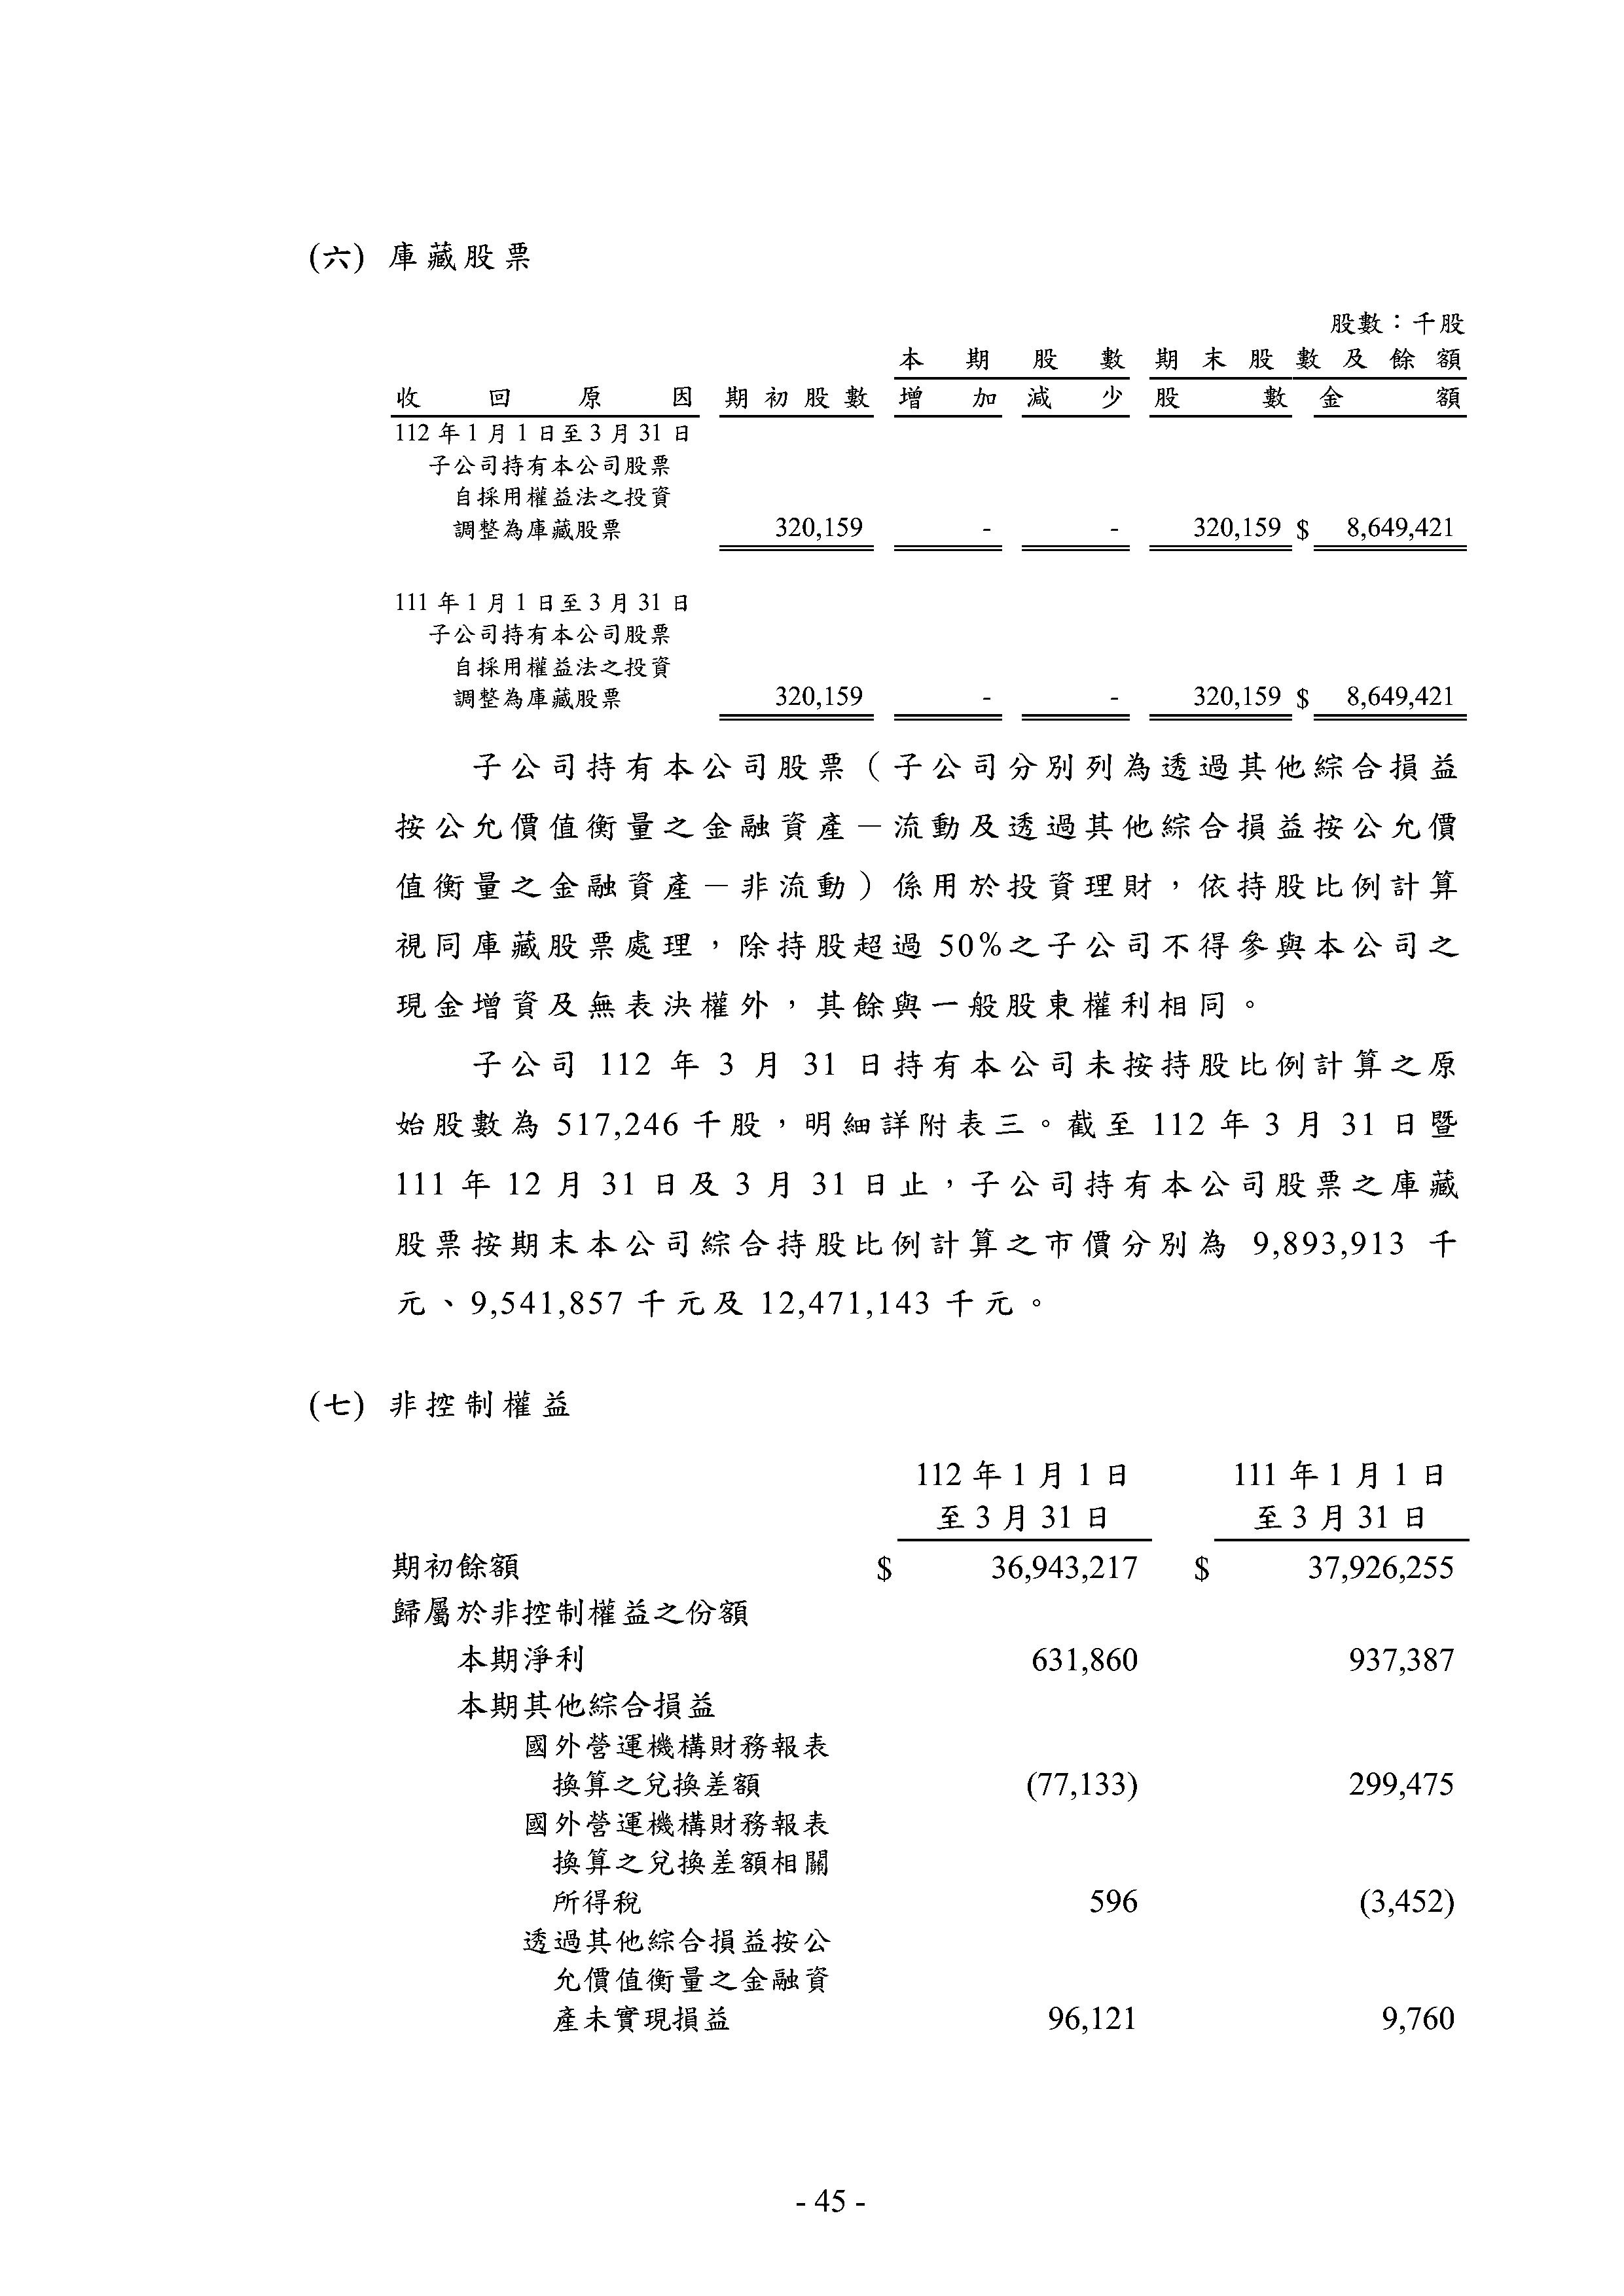 (六) 庫藏股票
股數：千股
本期股數 期末股數及餘額
收回原因 期初股數 增加 減少 股數 金額
112 年 1 月 1 日至 3 月 31 日
子公司持有本公司股票
自採用權益法之投資
調整為庫藏股票 320,159 - - 320,159 $ 8,649,421
111 年 1 月 1 日至 3 月 31 日
子公司持有本公司股票
自採用權益法之投資
調整為庫藏股票 320,159 - - 320,159 $ 8,649,421
子公司持有本公司股票（子公司分別列為透過其他綜合損益
按公允價值衡量之金融資產－流動及透過其他綜合損益按公允價
值衡量之金融資產－非流動）係用於投資理財，依持股比例計算
視同庫藏股票處理，除持股超過 50%之子公司不得參與本公司之
現金增資及無表決權外，其餘與一般股東權利相同。
子公司 112 年 3 月 31 日持有本公司未按持股比例計算之原
始股數為 517,246 千股，明細詳附表三。截至 112 年 3 月 31 日暨
111 年 12 月 31 日及 3 月 31 日止，子公司持有本公司股票之庫藏
股票按期末本公司綜合持股比例計算之市價分別為 9,893,913 千
元、9,541,857 千元及 12,471,143 千元。
(七) 非控制權益
112 年 1 月 1 日 111 年 1 月 1 日
至 3 月 31 日 至 3 月 31 日
期初餘額 $ 36,943,217 $ 37,926,255
歸屬於非控制權益之份額
本期淨利 631,860 937,387
本期其他綜合損益
國外營運機構財務報表
換算之兌換差額 (77,133) 299,475
國外營運機構財務報表
換算之兌換差額相關
所得稅 596 (3,452)
透過其他綜合損益按公
允價值衡量之金融資
產未實現損益 96,121 9,760
- 45 -